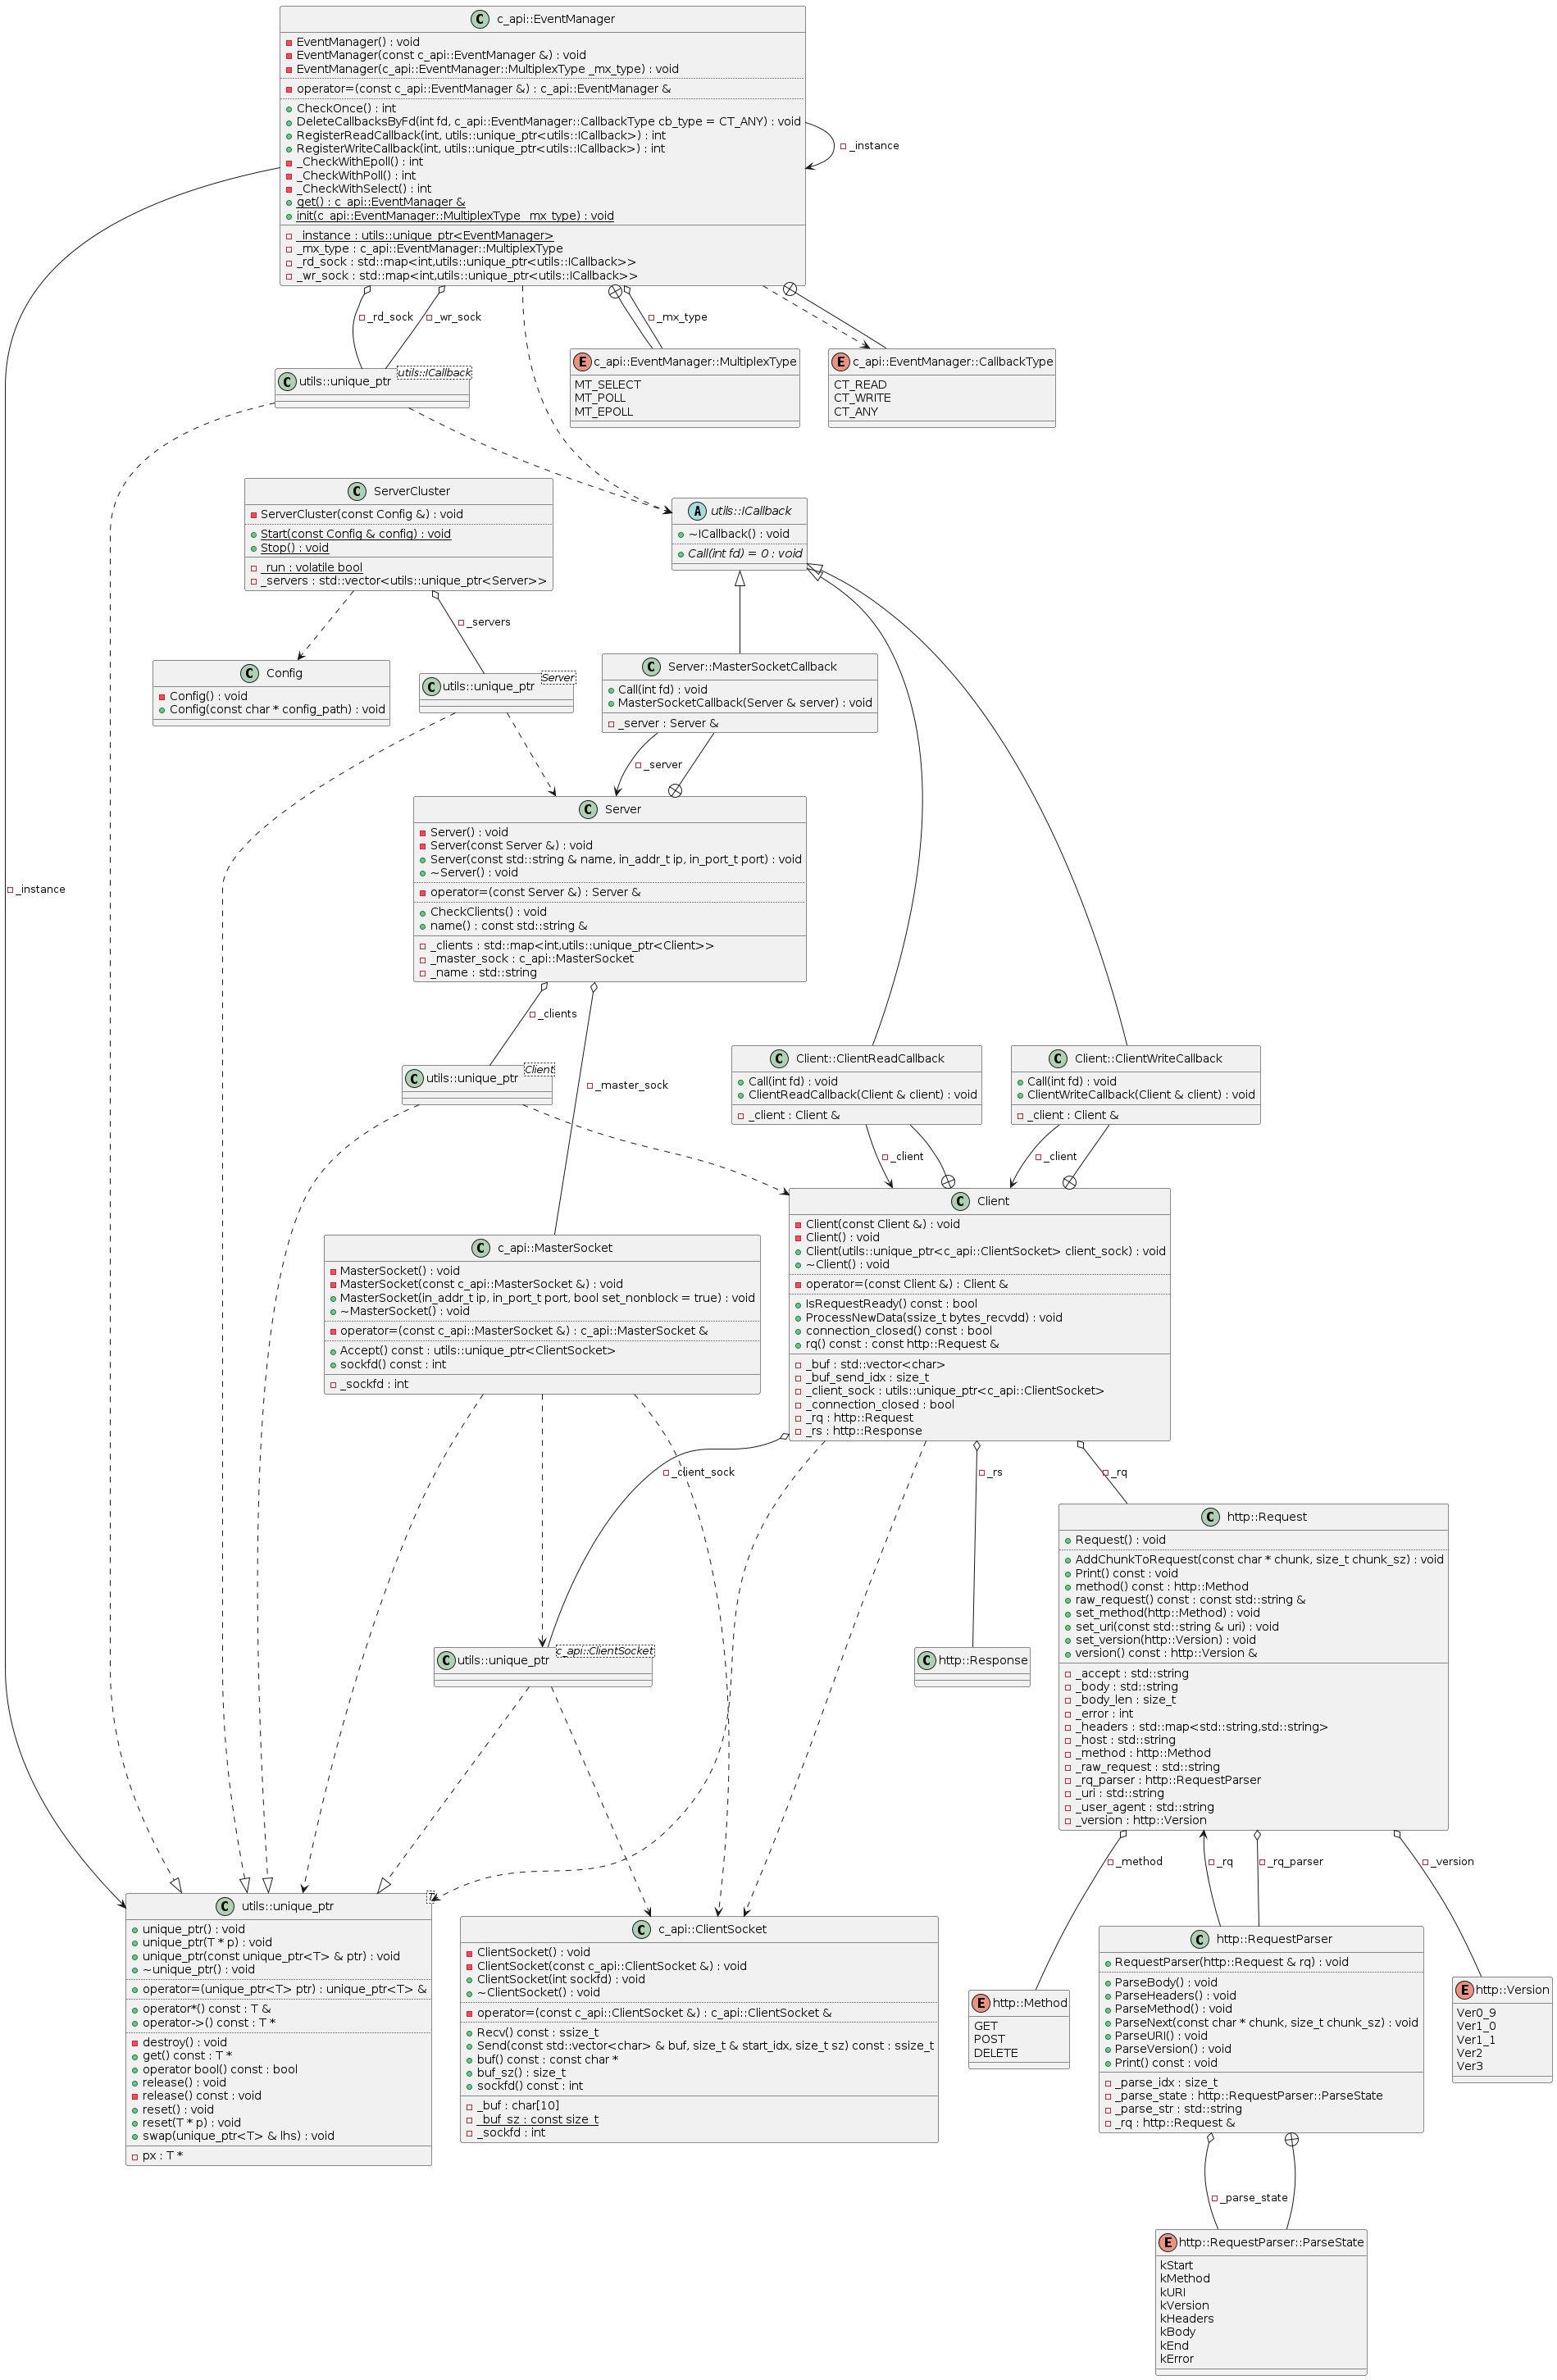 C c_api::EventManager
EventManager() : void
EventManager(const c_api::EventManager &) : void
EventManager(c_api::EventManager::MultiplexType _mx_type) : void
operator=(const c_api::EventManager &) : c_api::EventManager &
CheckOnce() : int
DeleteCallbacksByFd(int fd, c_api::EventManager::CallbackType cb_type = CT_ANY) : void
RegisterReadCallback(int, utils::unique_ptr<utils::ICallback>) : int
RegisterWriteCallback(int, utils::unique_ptr<utils::ICallback>) : int
_CheckWithEpoll() : int
_CheckWithPoll() : int
_CheckWithSelect() : int
get() : c_api::EventManager &
init(c_api::EventManager::MultiplexType _mx_type) : void
_instance : utils::unique_ptr<EventManager>
_mx_type : c_api::EventManager::MultiplexType
_rd_sock : std::map<int,utils::unique_ptr<utils::ICallback>>
_wr_sock : std::map<int,utils::unique_ptr<utils::ICallback>>
_instance
_rd_sock
_wr_sock
_mx_type
C utils::unique_ptr
utils::ICallback
E c_api::EventManager::MultiplexType
MT_SELECT
MT_POLL
MT_EPOLL
E c_api::EventManager::CallbackType
CT_READ
CT_WRITE
CT_ANY
C ServerCluster
ServerCluster(const Config &) : void
Start(const Config & config) : void
Stop() : void
_run : volatile bool
_servers : std::vector<utils::unique_ptr<Server>>
A utils::ICallback
~ICallback() : void
Call(int fd) = 0 : void
_servers
C Config
Config() : void
Config(const char * config_path) : void
C utils::unique_ptr
Server
C Server::MasterSocketCallback
Call(int fd) : void
MasterSocketCallback(Server & server) : void
_server : Server &
_server
C Server
Server() : void
Server(const Server &) : void
Server(const std::string & name, in_addr_t ip, in_port_t port) : void
~Server() : void
operator=(const Server &) : Server &
CheckClients() : void
name() : const std::string &
_clients : std::map<int,utils::unique_ptr<Client>>
_master_sock : c_api::MasterSocket
_name : std::string
_instance
_clients
_master_sock
C utils::unique_ptr
Client
C Client::ClientReadCallback
Call(int fd) : void
ClientReadCallback(Client & client) : void
_client : Client &
C Client::ClientWriteCallback
Call(int fd) : void
ClientWriteCallback(Client & client) : void
_client : Client &
_client
_client
C c_api::MasterSocket
MasterSocket() : void
MasterSocket(const c_api::MasterSocket &) : void
MasterSocket(in_addr_t ip, in_port_t port, bool set_nonblock = true) : void
~MasterSocket() : void
operator=(const c_api::MasterSocket &) : c_api::MasterSocket &
Accept() const : utils::unique_ptr<ClientSocket>
sockfd() const : int
_sockfd : int
C Client
Client(const Client &) : void
Client() : void
Client(utils::unique_ptr<c_api::ClientSocket> client_sock) : void
~Client() : void
operator=(const Client &) : Client &
IsRequestReady() const : bool
ProcessNewData(ssize_t bytes_recvdd) : void
connection_closed() const : bool
rq() const : const http::Request &
_buf : std::vector<char>
_buf_send_idx : size_t
_client_sock : utils::unique_ptr<c_api::ClientSocket>
_connection_closed : bool
_rq : http::Request
_rs : http::Response
_client_sock
_rs
_rq
C utils::unique_ptr
c_api::ClientSocket
C http::Response
C http::Request
Request() : void
AddChunkToRequest(const char * chunk, size_t chunk_sz) : void
Print() const : void
method() const : http::Method
raw_request() const : const std::string &
set_method(http::Method) : void
set_uri(const std::string & uri) : void
set_version(http::Version) : void
version() const : http::Version &
_accept : std::string
_body : std::string
_body_len : size_t
_error : int
_headers : std::map<std::string,std::string>
_host : std::string
_method : http::Method
_raw_request : std::string
_rq_parser : http::RequestParser
_uri : std::string
_user_agent : std::string
_version : http::Version
_method
_rq
_rq_parser
_version
C utils::unique_ptr
T
unique_ptr() : void
unique_ptr(T * p) : void
unique_ptr(const unique_ptr<T> & ptr) : void
~unique_ptr() : void
operator=(unique_ptr<T> ptr) : unique_ptr<T> &
operator*() const : T &
operator->() const : T *
destroy() : void
get() const : T *
operator bool() const : bool
release() : void
release() const : void
reset() : void
reset(T * p) : void
swap(unique_ptr<T> & lhs) : void
px : T *
C c_api::ClientSocket
ClientSocket() : void
ClientSocket(const c_api::ClientSocket &) : void
ClientSocket(int sockfd) : void
~ClientSocket() : void
operator=(const c_api::ClientSocket &) : c_api::ClientSocket &
Recv() const : ssize_t
Send(const std::vector<char> & buf, size_t & start_idx, size_t sz) const : ssize_t
buf() const : const char *
buf_sz() : size_t
sockfd() const : int
_buf : char[10]
_buf_sz : const size_t
_sockfd : int
E http::Method
GET
POST
DELETE
C http::RequestParser
RequestParser(http::Request & rq) : void
ParseBody() : void
ParseHeaders() : void
ParseMethod() : void
ParseNext(const char * chunk, size_t chunk_sz) : void
ParseURI() : void
ParseVersion() : void
Print() const : void
_parse_idx : size_t
_parse_state : http::RequestParser::ParseState
_parse_str : std::string
_rq : http::Request &
E http::Version
Ver0_9
Ver1_0
Ver1_1
Ver2
Ver3
_parse_state
E http::RequestParser::ParseState
kStart
kMethod
kURI
kVersion
kHeaders
kBody
kEnd
kError